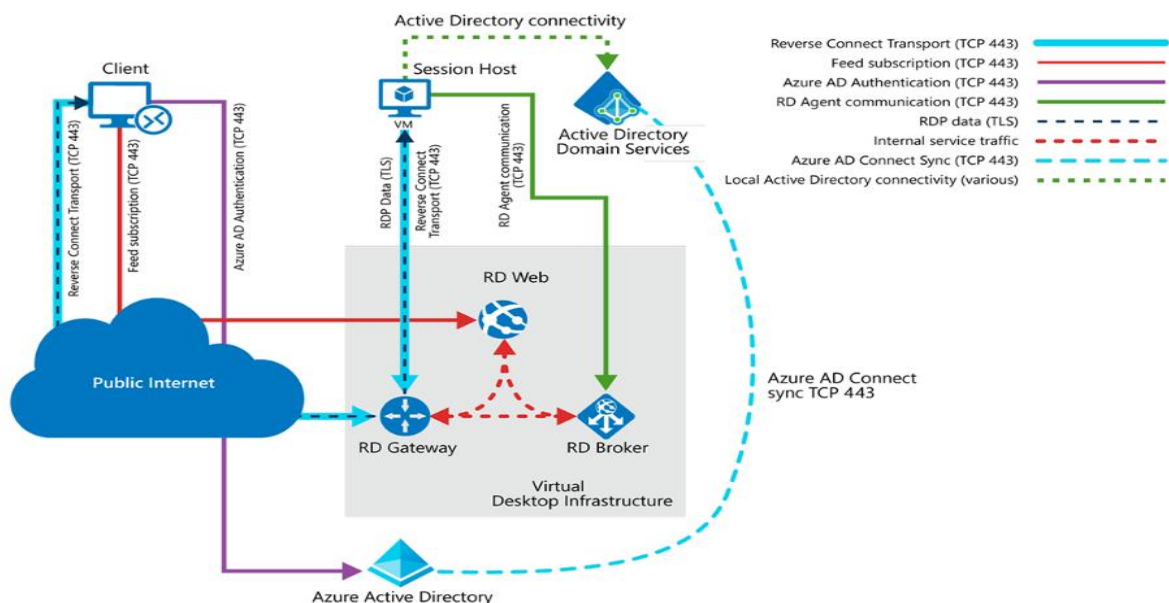 Active Directory connectivity
Client
Session Host
VM
Active Directory
Domain Services
Reverse Connect Transport (TCP 443)
Feed subscription (TCP 443)
Azure AD Authentication (TCP 443)
RD Agent communication (TCP 443)
RDP data (TLS)
Internal service traffic
Azure AD Connect Sync (TCP 443)
Local Active Directory connectivity (various)
Reverse Connect Transport (TCP 443)
Feed subscription (TCP 443)
Azure AD Authentication (TCP 443)
RDP Data (TLS)
Reverse Connect
Transport (TCP 443)
RD Agent communication
(TCP 443)
RD Web
Public Internet
Azure AD Connect
sync TCP 443
RD Gateway
RD Broker
Virtual
Desktop Infrastructure
Azure Active Directory